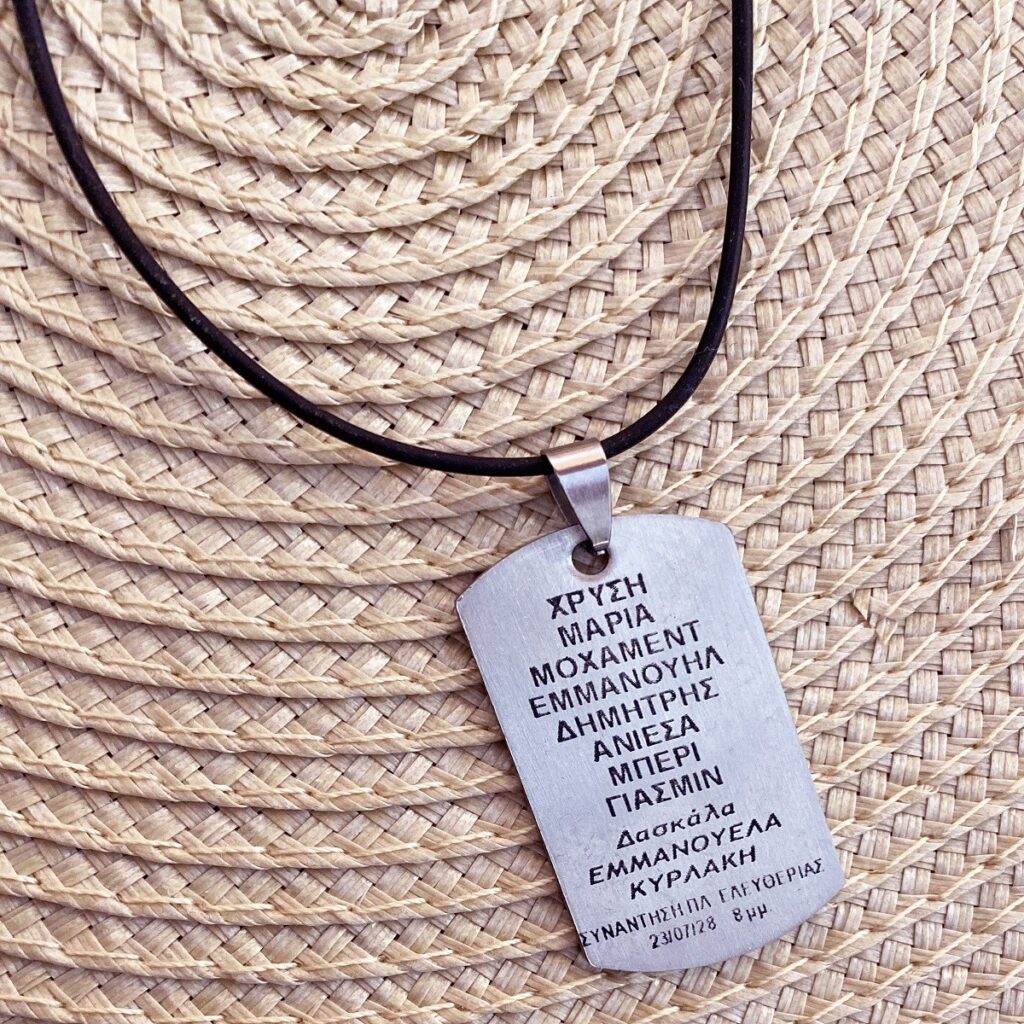 ΧΡΥΣΗ
ΜΑΡΙΑ
ΜΟΧΑΜΕΝΤ
ΕΜΜΑΝΟΥΗΛ
ΔΗΜΗΤΡΗΣ
ΑΝΙΕΣΑ
ΜΠΕΡΙ
ΓΙΑΣΜΙΝ
Δασκάλα
ΕΜΜΑΝΟΥΕΛΑ
ΚΥΡΛΑΚΗ
ΣΥΝΑΝΤΗΣΗ ΠΛ ΕΛΕΥΘΕΡΙΑΣ
23/07/28 8 μμ.